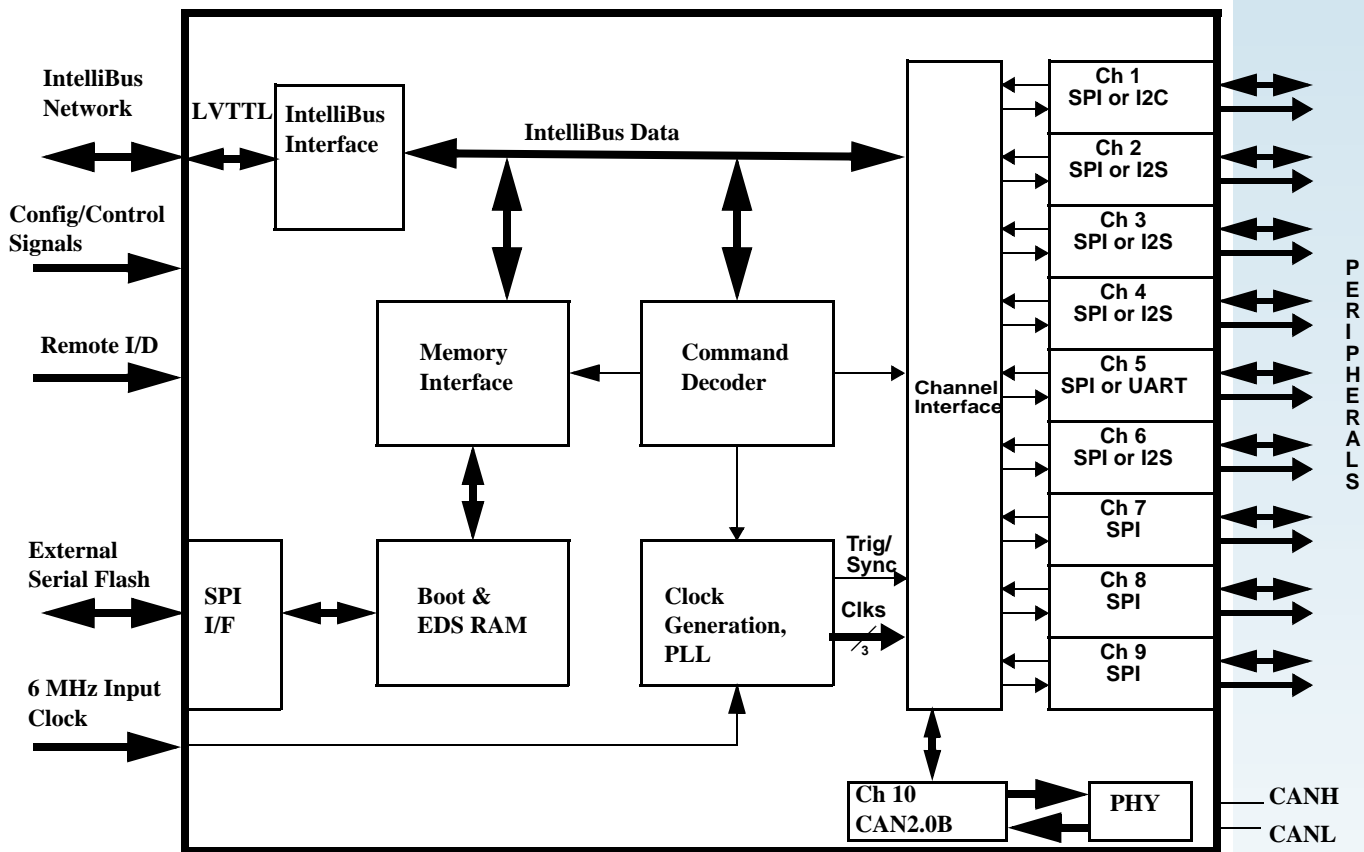 IntelliBus
Network
LVTTL
IntelliBus
Interface
IntelliBus Data
Config/Control
Signals
Remote I/D
Memory
Interface
Command
Decoder
Channel
Interface
External
Serial Flash
SPI
I/F
Boot &
EDS RAM
Clock
Generation,
PLL
Trig/
Sync
Clks
3
6 MHz Input
Clock
Ch 1
SPI or I2C
Ch 2
SPI or I2S
Ch 3
SPI or I2S
Ch 4
SPI or I2S
Ch 5
SPI or UART
Ch 6
SPI or I2S
Ch 7
SPI
Ch 8
SPI
Ch 9
SPI
PERIPHERALS
Ch 10
CAN2.0B
PHY
CANH
CANL